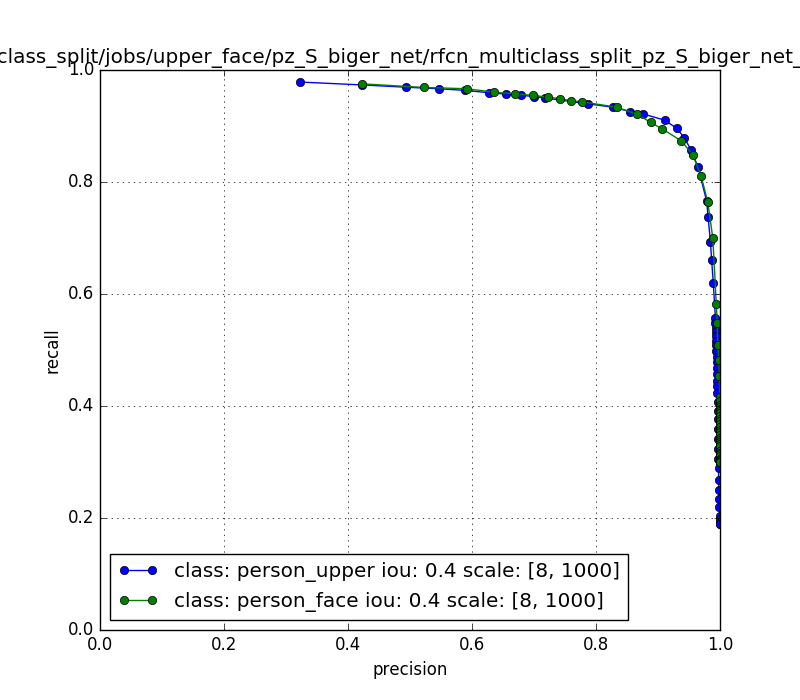 class_split/jobs/upper_face/pz_S_biger_net/rfcn_multiclass_split_pz_S_biger_net_
1.0
0.8
0.6
0.4
0.2
0.0
recall
class: person_upper iou: 0.4 scale: [8, 1000]
class: person_face iou: 0.4 scale: [8, 1000]
0.0 0.2 0.4 0.6 0.8 1.0
precision